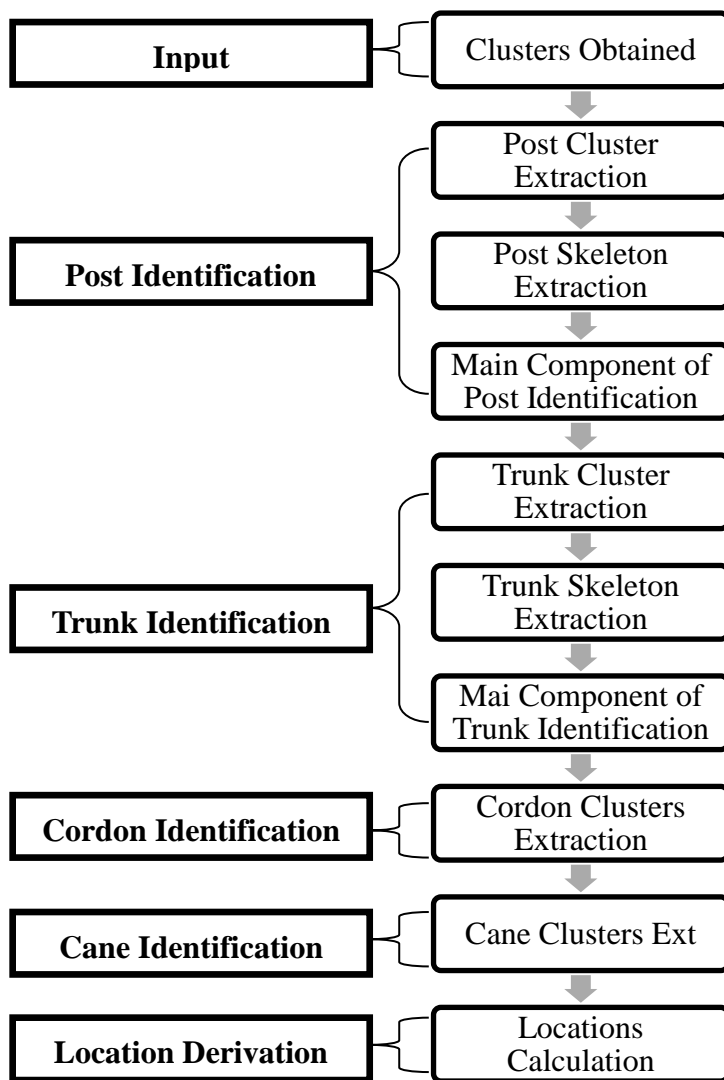 Input
Clusters Obtained
Post Cluster
Extraction
Post Identification
Post Skeleton
Extraction
Main Component of
Post Identification
Trunk Cluster
Extraction
Trunk Identification
Trunk Skeleton
Extraction
Mai Component of
Trunk Identification
Cordon Identification
Cordon Clusters
Extraction
Cane Identification
Cane Clusters Ext
Location Derivation
Locations
Calculation